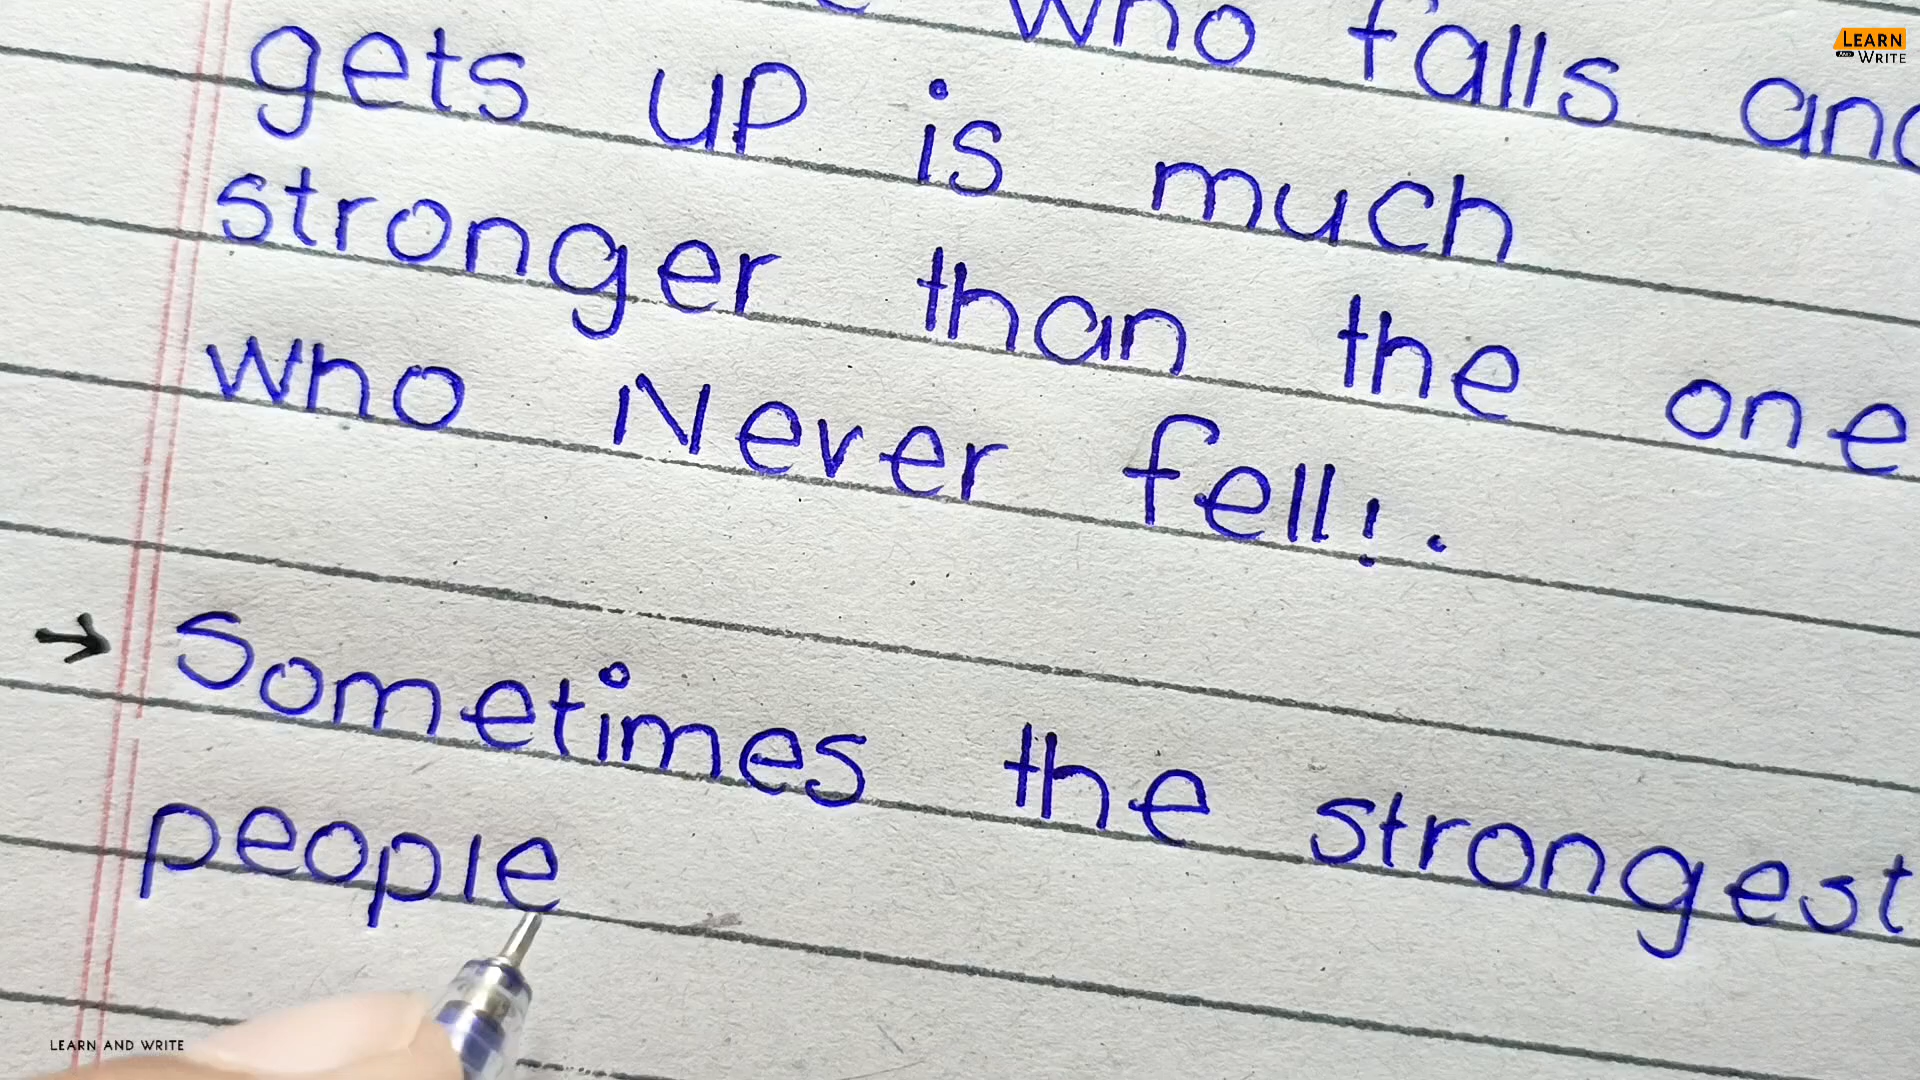 who falls and
gets up is much
stronger than the one
who Never fell!.
→ Sometimes the strongest
people
LEARN
AND WRITE
LEARN AND WRITE